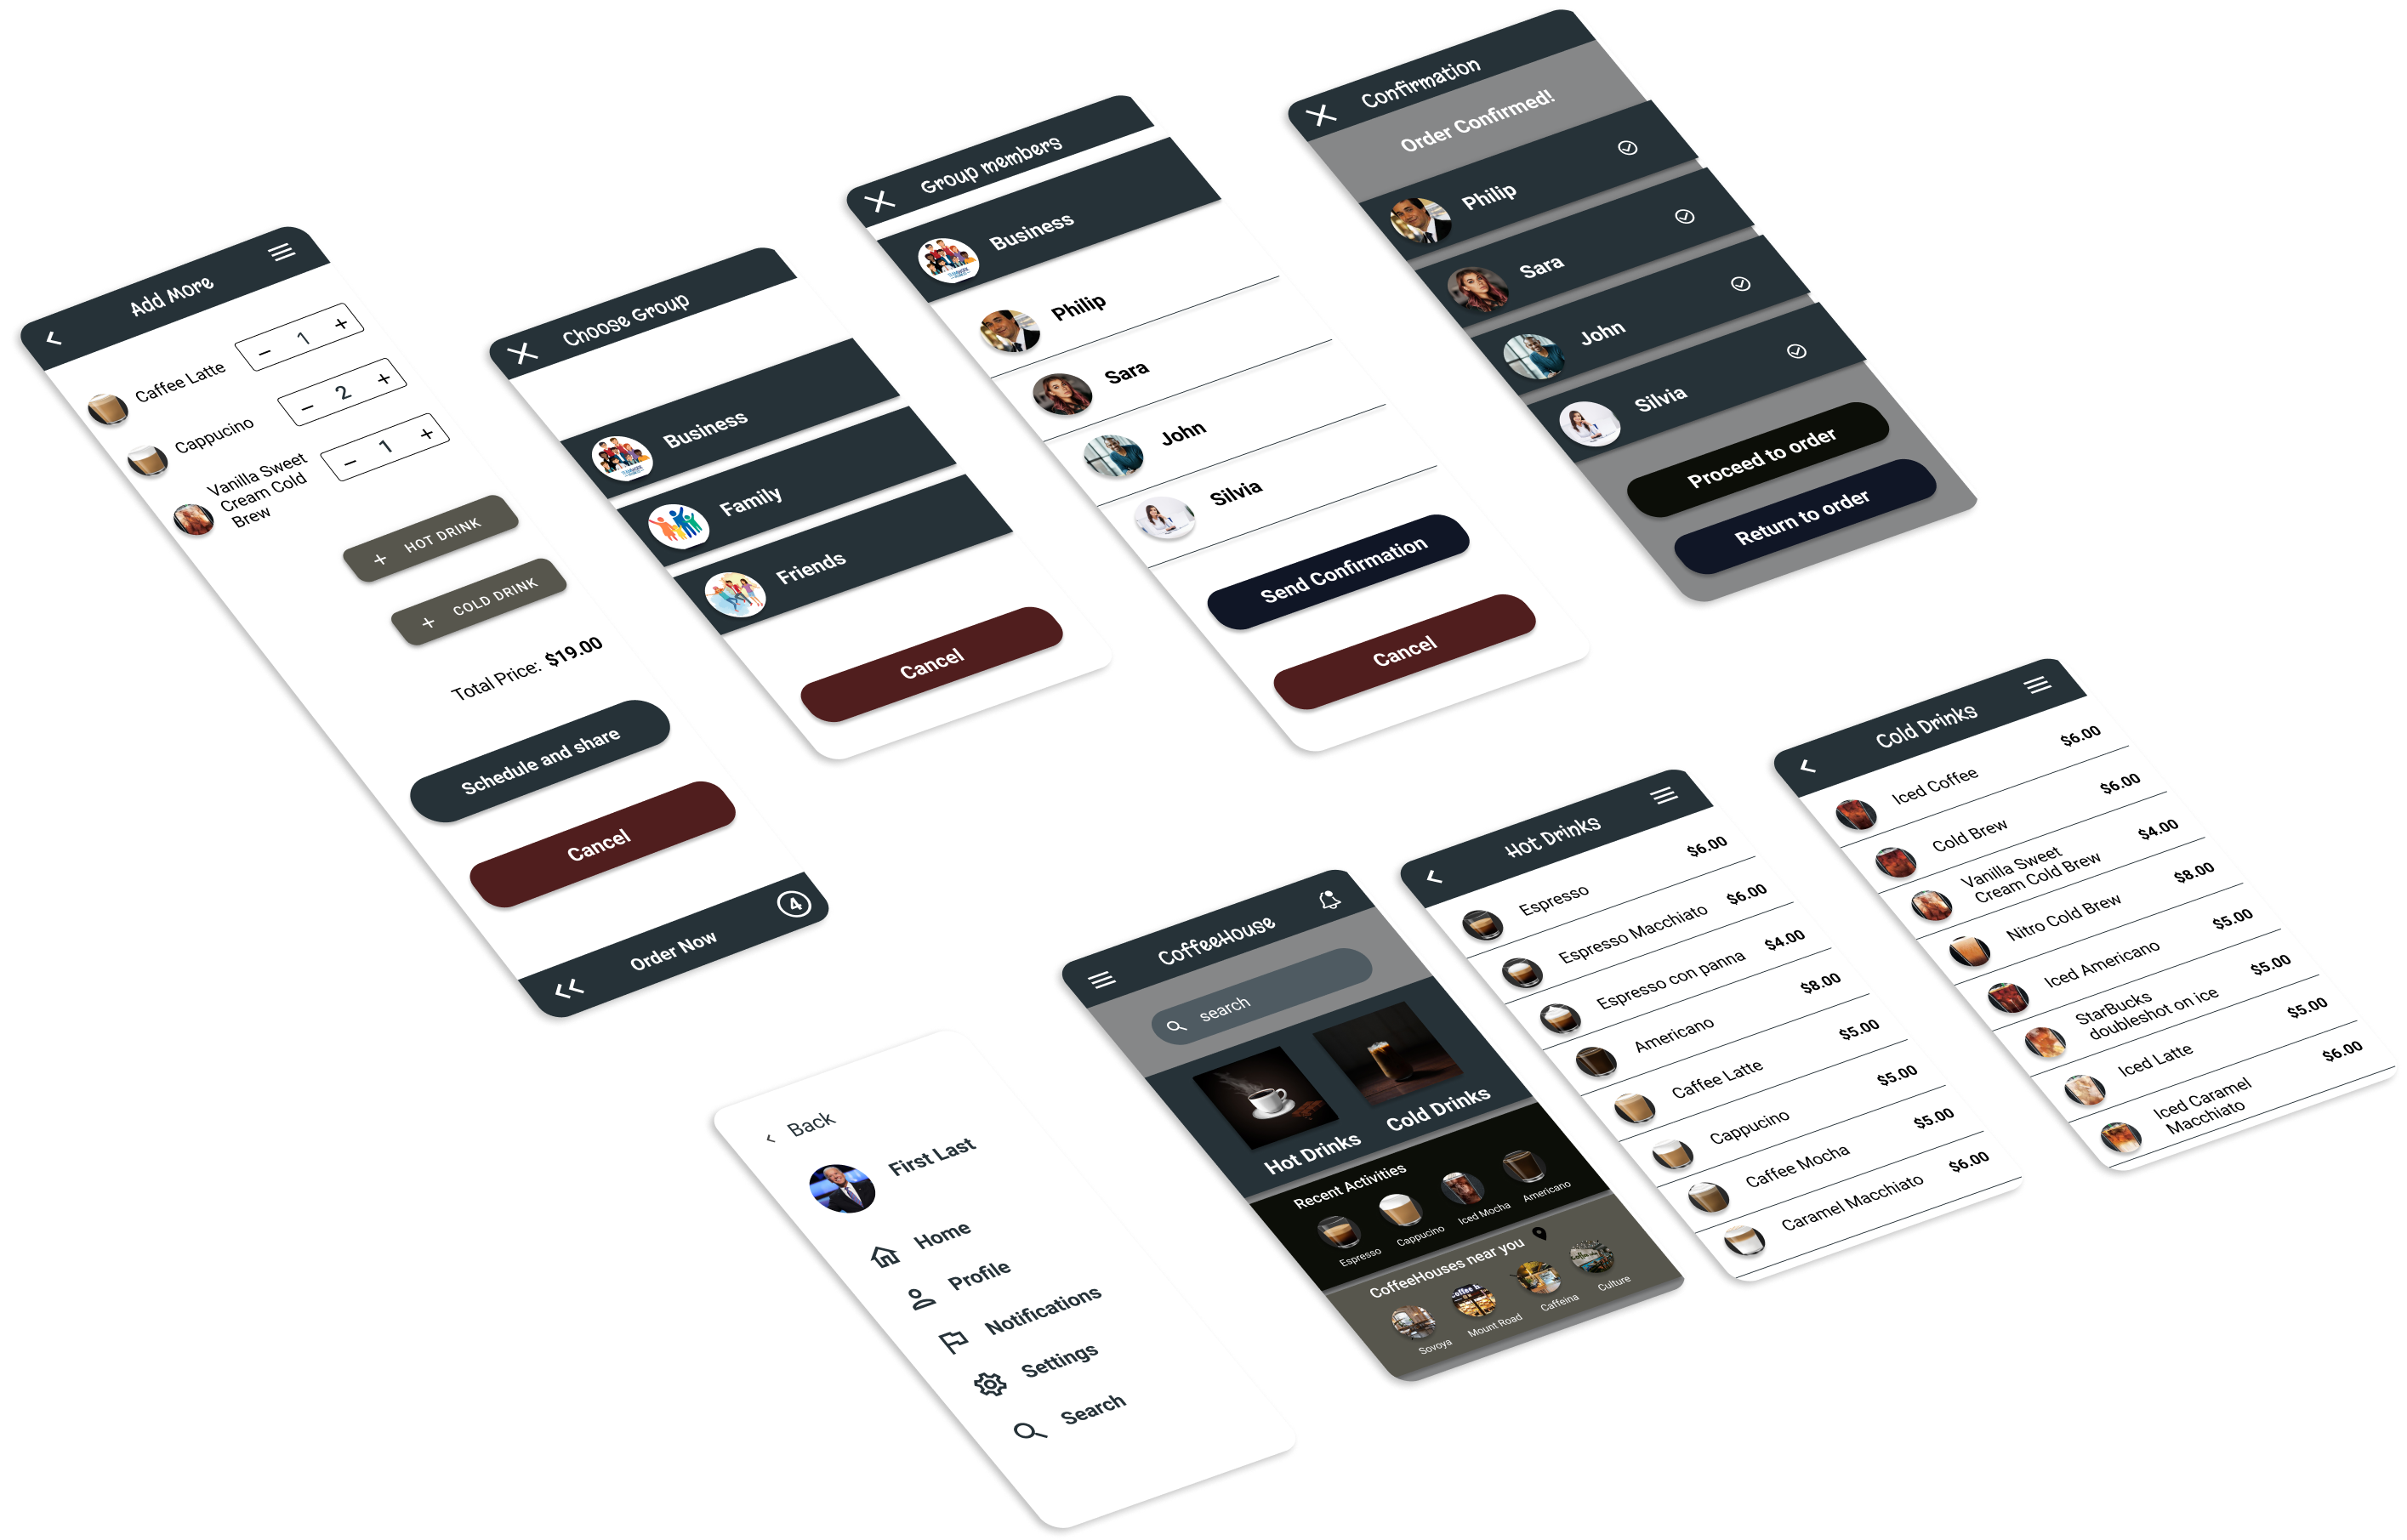 Add More
Caffee Latte
1
Cappucino
2
Vanilla Sweet
Cream Cold
Brew
1
HOT DRINK
COLD DRINK
Total Price: $19.00
Schedule and share
Cancel
Order Now
4
Choose Group
Business
Family
Friends
Cancel
Group members
Business
Philip
Sara
John
Silvia
Send Confirmation
Cancel
Confirmation
Order Confirmed!
Philip
Sara
John
Silvia
Proceed to order
Return to order
Back
First Last
Home
Profile
Notifications
Settings
Search
CoffeeHouse
search
Hot Drinks
Cold Drinks
Recent Activities
Espresso
Cappucino
Iced Mocha
Americano
CoffeeHouses near you
Sovoya
Mount Road
Caffeina
Culture
Hot Drinks
Espresso
$6.00
Espresso Macchiato
$6.00
Espresso con panna
$4.00
Americano
$8.00
Caffee Latte
$5.00
Cappucino
$5.00
Caffee Mocha
$5.00
Caramel Macchiato
$6.00
Cold Drinks
Iced Coffee
$6.00
Cold Brew
$6.00
Vanilla Sweet
Cream Cold Brew
$4.00
Nitro Cold Brew
$8.00
Iced Americano
$5.00
StarBucks
doubleshot on ice
$5.00
Iced Latte
$5.00
Iced Caramel
Macchiato
$6.00